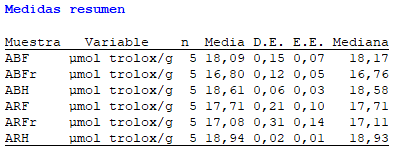 Medidas resumen
Muestra Variable n Media D.E. E.E. Mediana
ABF µmol trolox/g 5 18,09 0,15 0,07 18,17
ABFr µmol trolox/g 5 16,80 0,12 0,05 16,76
ABH µmol trolox/g 5 18,61 0,06 0,03 18,58
ARF µmol trolox/g 5 17,71 0,21 0,10 17,71
ARFr µmol trolox/g 5 17,08 0,31 0,14 17,11
ARH µmol trolox/g 5 18,94 0,02 0,01 18,93